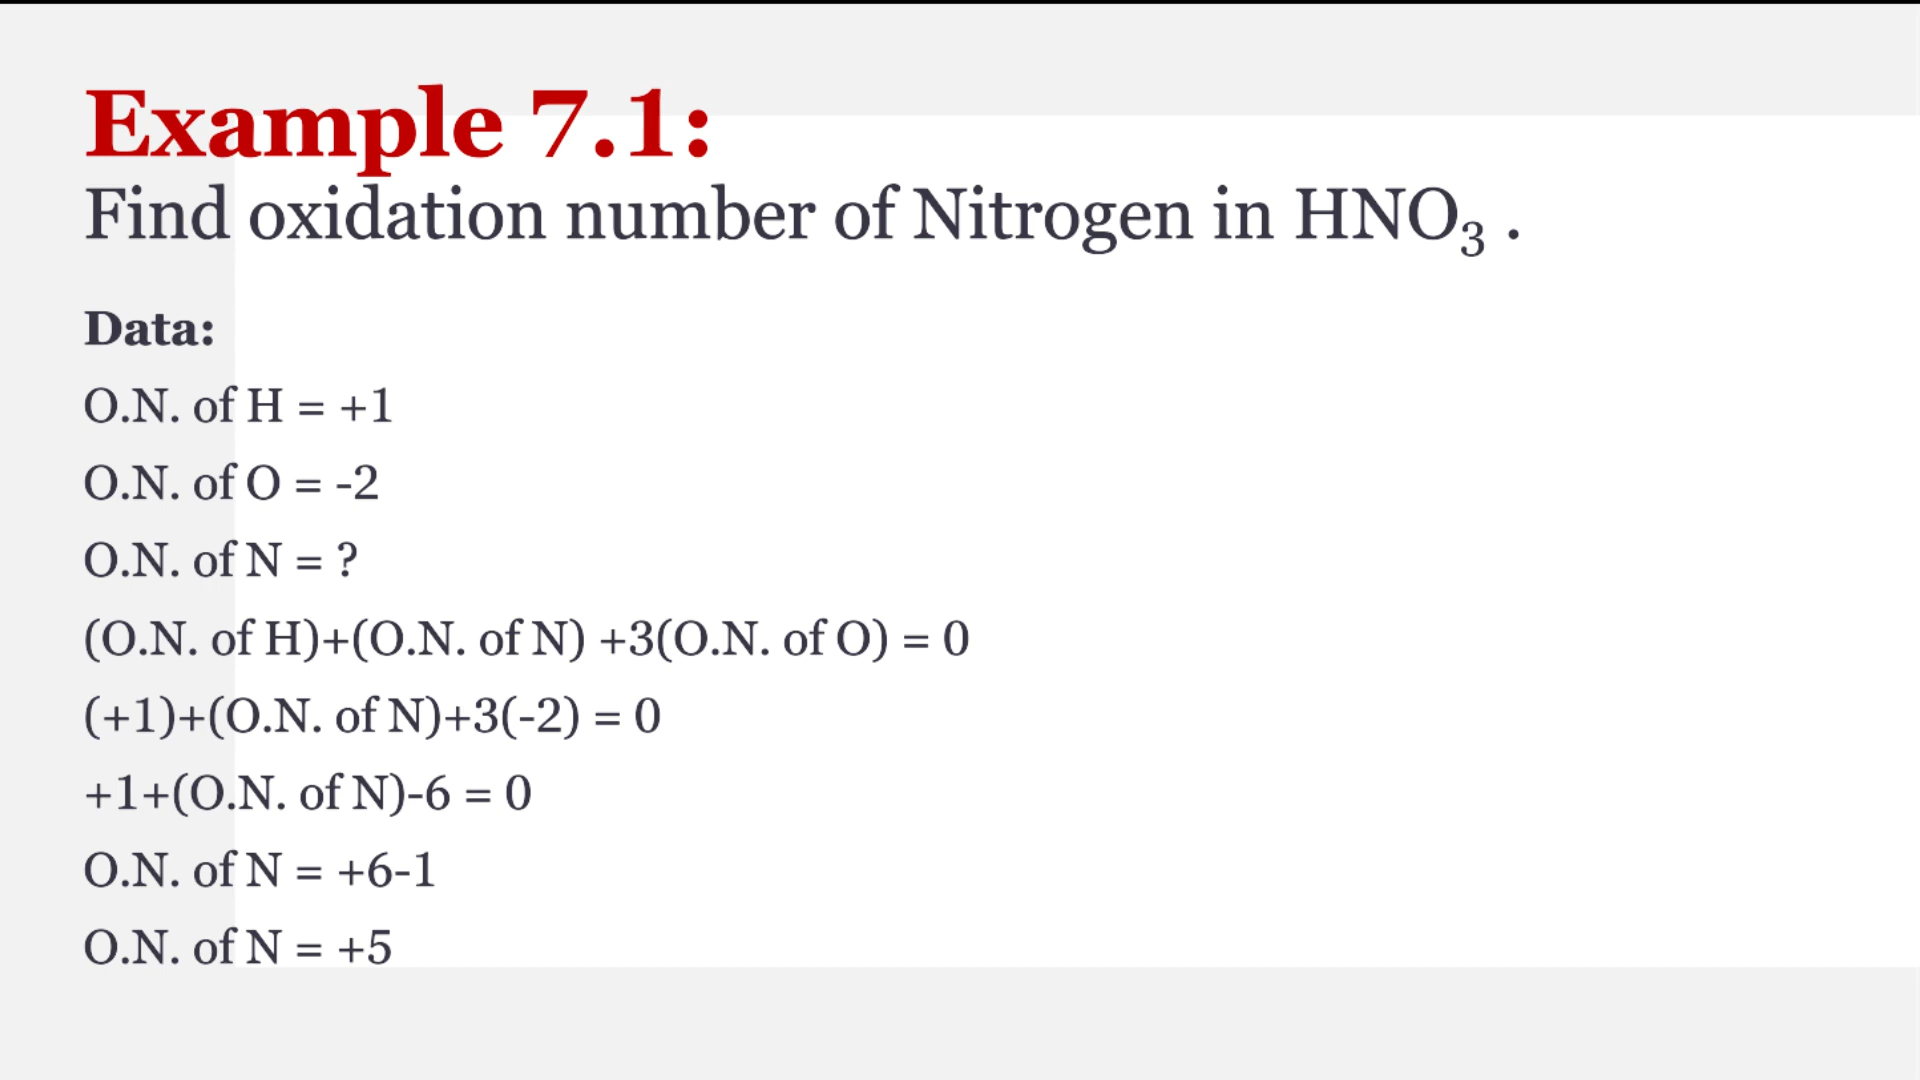 Example 7.1:
Find oxidation number of Nitrogen in HNO₃ .
Data:
O.N. of H = +1
O.N. of O = -2
O.N. of N = ?
(O.N. of H)+(O.N. of N) +3(O.N. of O) = 0
(+1)+(O.N. of N)+3(-2) = 0
+1+(O.N. of N)-6 = 0
O.N. of N = +6-1
O.N. of N = +5